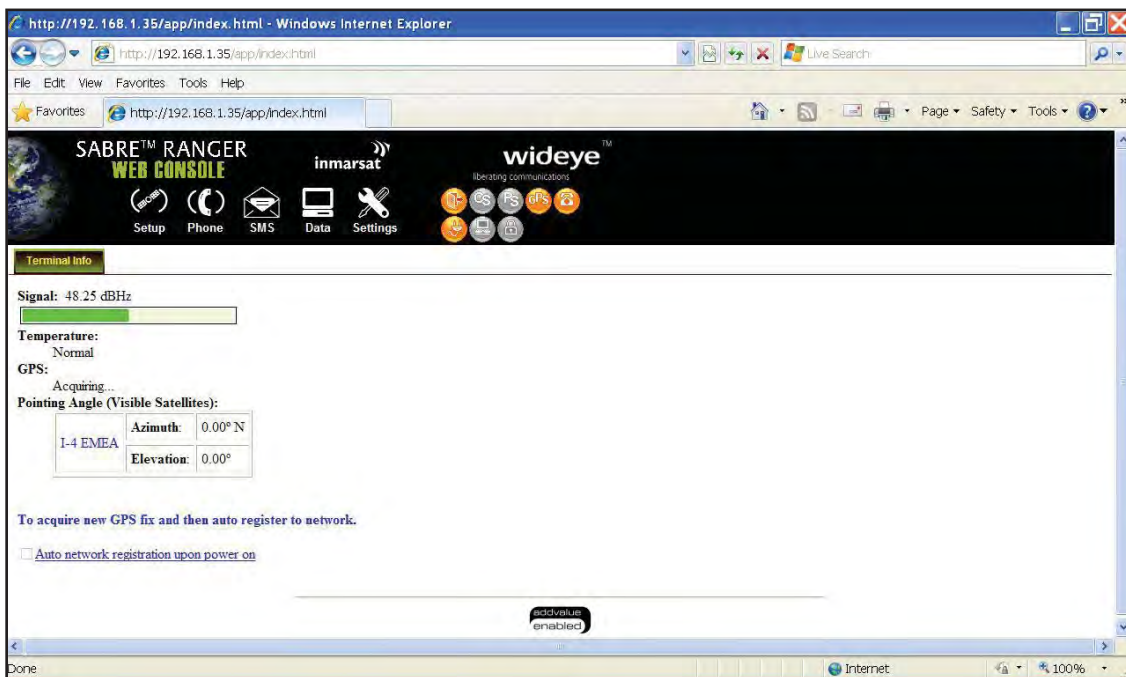 http://192.168.1.35/app/index.html - Windows Internet Explorer
http://192.168.1.35/app/index.html
Live Search
File Edit View Favorites Tools Help
Favorites
http://192.168.1.35/app/index.html
Page Safety Tools
SABRE™ RANGER
WEB CONSOLE
inmarsat
wideye™
liberating communications
CS PS GPS
Setup Phone SMS Data Settings
Terminal Info
Signal: 48.25 dBHz
Temperature:
Normal
GPS:
Acquiring...
Pointing Angle (Visible Satellites):
I-4 EMEA
Azimuth: 0.00° N
Elevation: 0.00°
To acquire new GPS fix and then auto register to network.
Auto network registration upon power on
addvalue
enabled
Done
Internet
100%